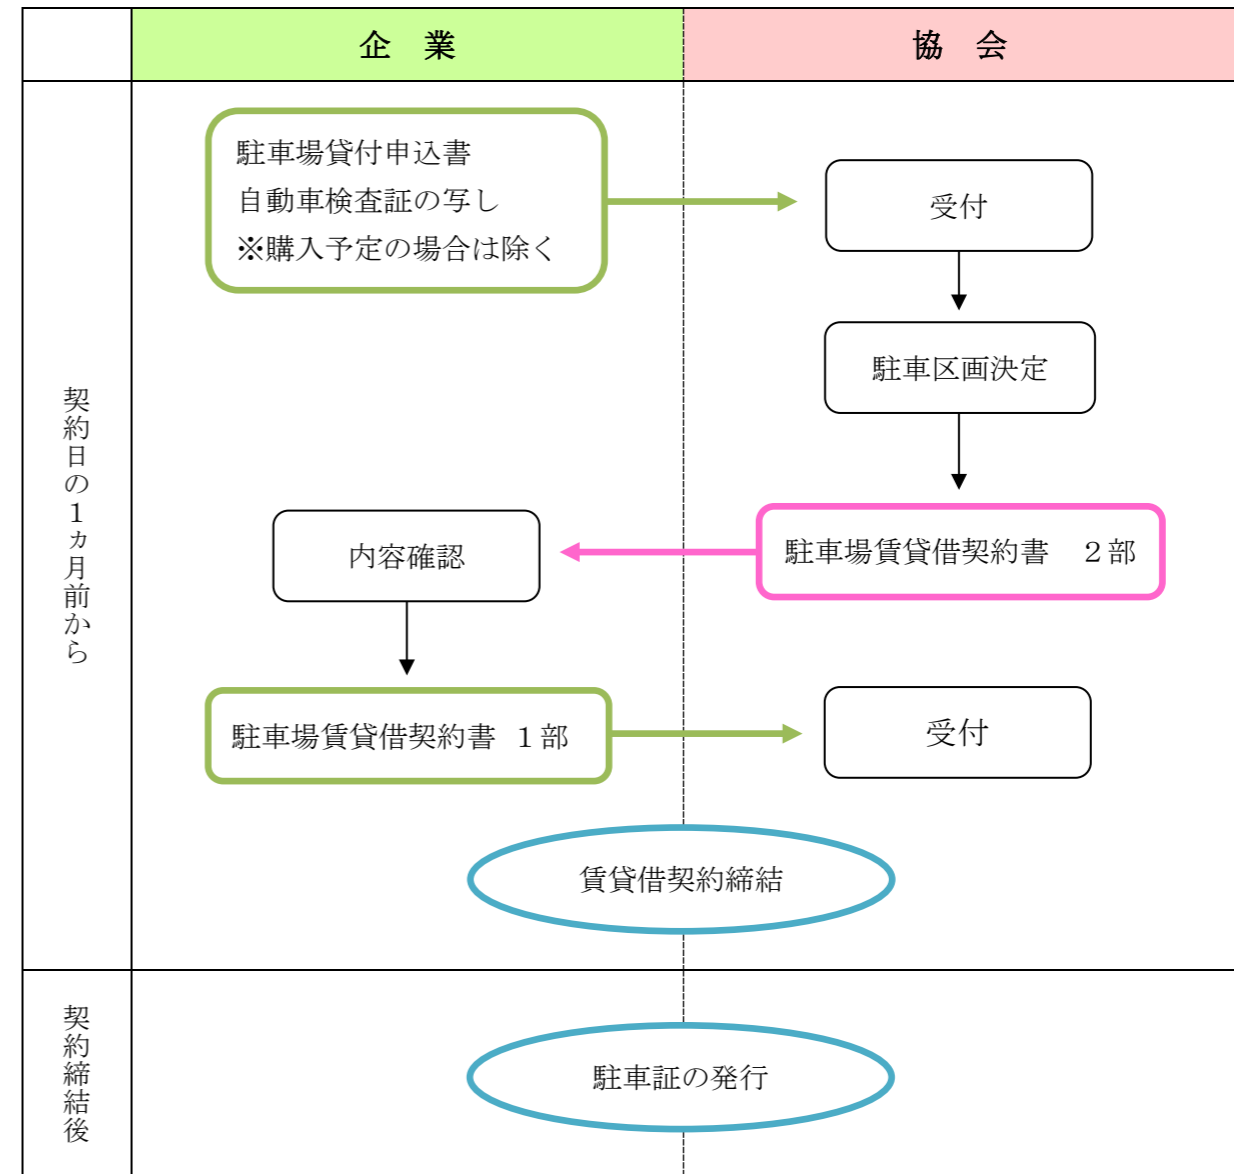 企　業
協　会
契約日の１ヵ月前から
駐車場貸付申込書
自動車検査証の写し
※購入予定の場合は除く
受付
駐車区画決定
駐車場賃貸借契約書　２部
内容確認
駐車場賃貸借契約書　１部
受付
賃貸借契約締結
契約締結後
駐車証の発行